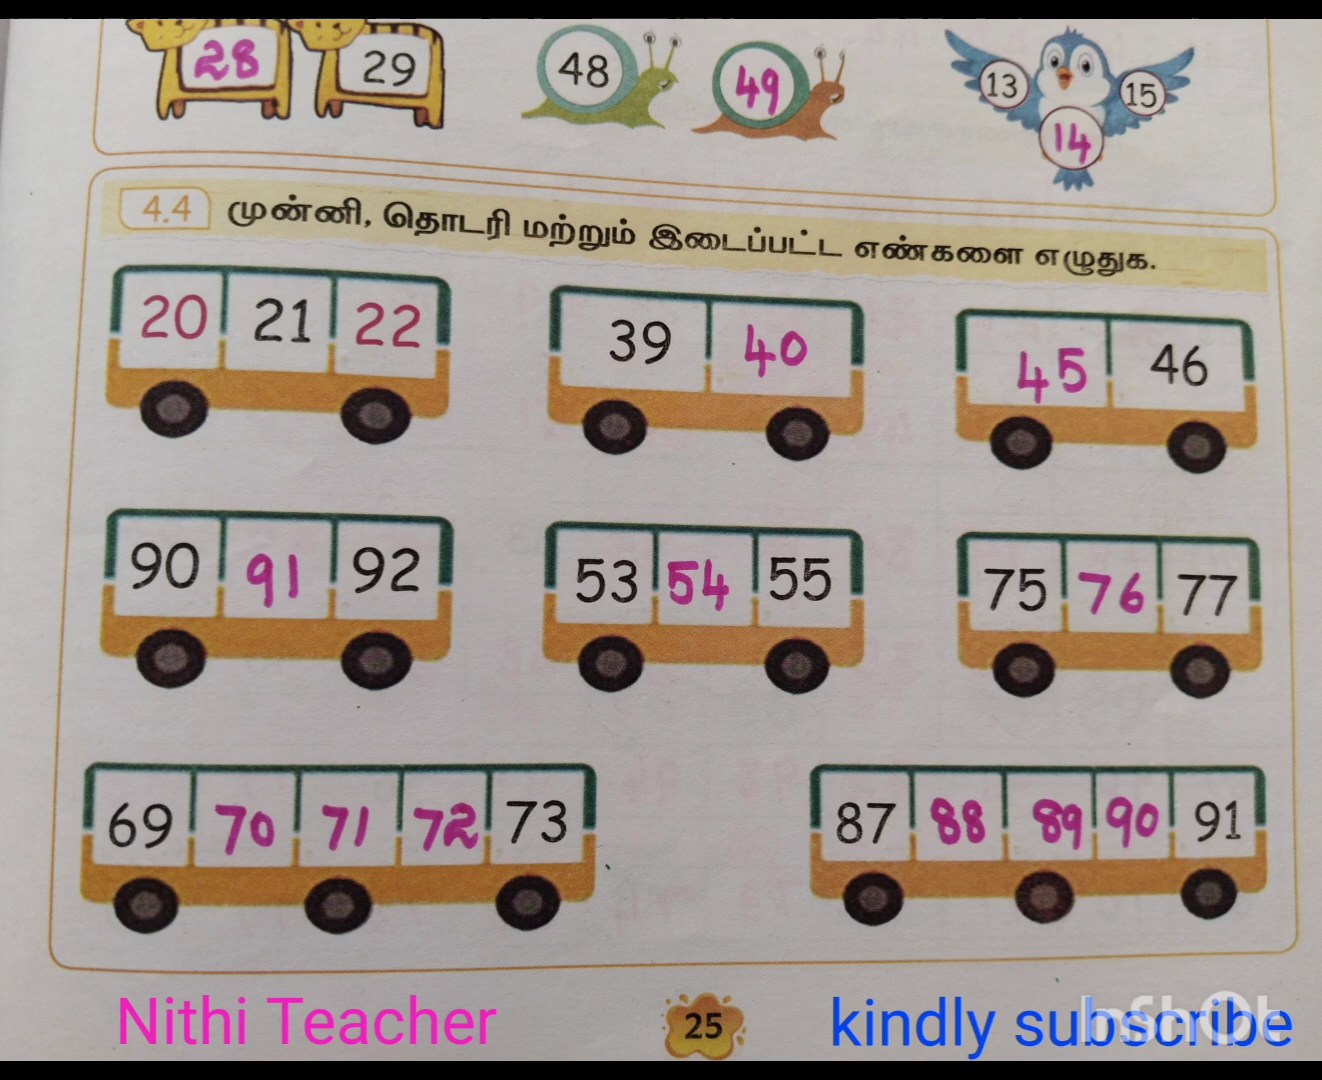 28 29 48 49 13 15
14
4.4 முன்னி, தொடரி மற்றும் இடைப்பட்ட எண்களை எழுதுக.
20 21 22 39 40 45 46
90 91 92 53 54 55 75 76 77
69 70 71 72 73 87 88 89 90 91
Nithi Teacher 25 kindly subscribe
InShOt